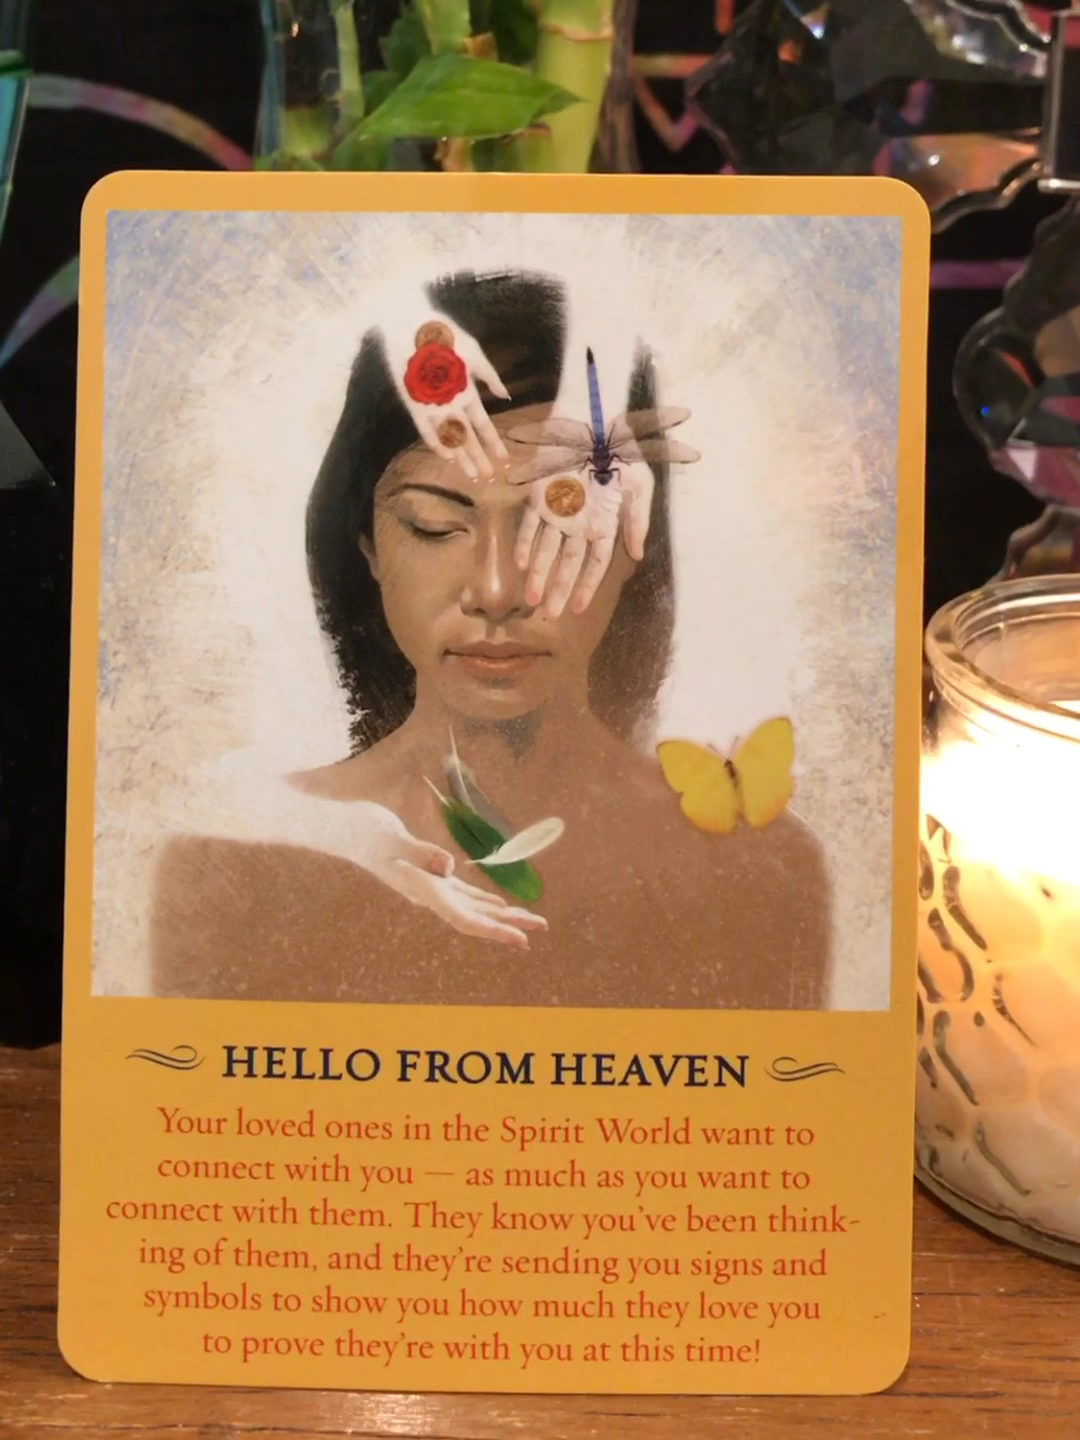 HELLO FROM HEAVEN
Your loved ones in the Spirit World want to
connect with you — as much as you want to
connect with them. They know you've been think-
ing of them, and they're sending you signs and
symbols to show you how much they love you
to prove they're with you at this time!